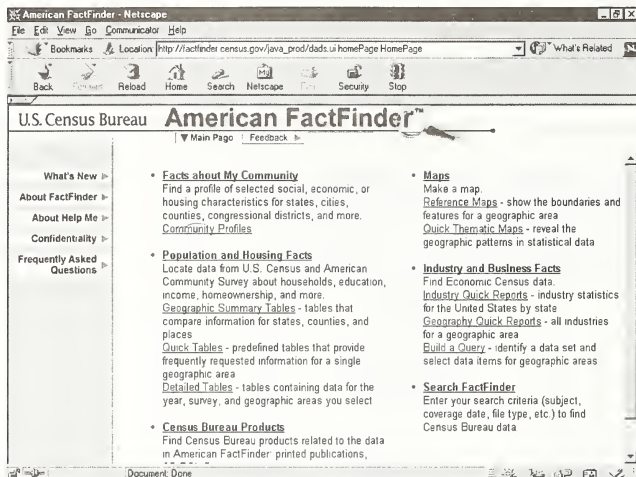 American FactFinder - Netscape
File Edit View Go Communicator Help
Bookmarks Location: http://factfinder.census.gov/java_prod/dads.ui homePage HomePage What's Related
Back Reload Home Search Netscape Security Stop
U.S. Census Bureau American FactFinder™
Main Page Feedback
What's New
About FactFinder
About Help Me
Confidentiality
Frequently Asked
Questions
• Facts about My Community
Find a profile of selected social, economic, or
housing characteristics for states, cities,
counties, congressional districts, and more.
Community Profiles
• Population and Housing Facts
Locate data from U.S. Census and American
Community Survey about households, education,
income, homeownership, and more.
Geographic Summary Tables - tables that
compare information for states, counties, and
places
Quick Tables - predefined tables that provide
frequently requested information for a single
geographic area
Detailed Tables - tables containing data for the
year, survey, and geographic areas you select
• Census Bureau Products
Find Census Bureau products related to the data
in American FactFinder printed publications,
• Maps
Make a map.
Reference Maps - show the boundaries and
features for a geographic area
Quick Thematic Maps - reveal the
geographic patterns in statistical data
• Industry and Business Facts
Find Economic Census data.
Industry Quick Reports - industry statistics
for the United States by state
Geography Quick Reports - all industries
for a geographic area
Build a Query - identify a data set and
select data items for geographic areas
• Search FactFinder
Enter your search criteria (subject,
coverage date, file type, etc.) to find
Census Bureau data
Document: Done